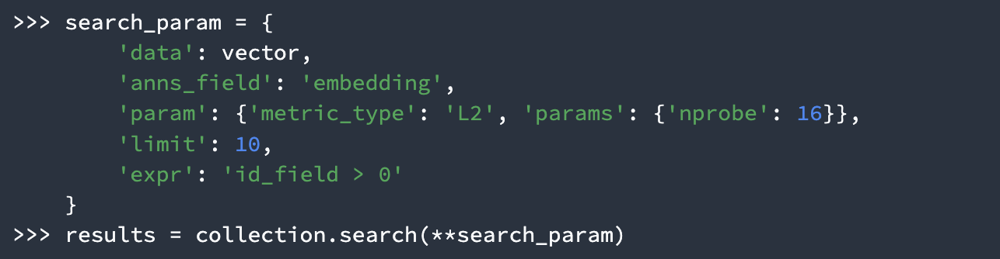 >>> search_param = {
'data': vector,
'anns_field': 'embedding',
'param': {'metric_type': 'L2', 'params': {'nprobe': 16}},
'limit': 10,
'expr': 'id_field > 0'
}
>>> results = collection.search(**search_param)